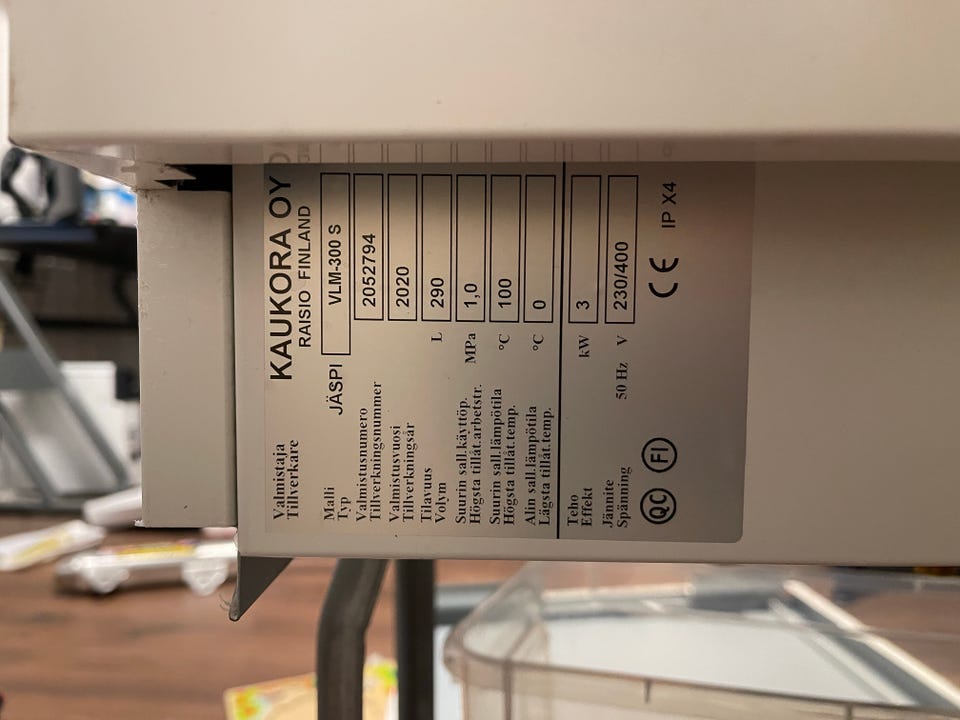 Valmistaja
Tillverkare
KAUKORA OY
RAISIO FINLAND
Malli
Typ
JÄSPI
VLM-300 S
Valmistusnumero
Tillverkningsnummer
2052794
Valmistusvuosi
Tillverkningsår
2020
Tilavuus
Volym
L
290
Suurin sall.käyttöp.
Högsta tillåt.arbetstr.
MPa
1,0
Suurin sall.lämpötila
Högsta tillåt.temp.
°C
100
Alin sall.lämpötila
Lägsta tillåt.temp.
°C
0
Teho
Effekt
kW
3
Jännite
Spänning
50 Hz V
230/400
QC FI
CE IP X4